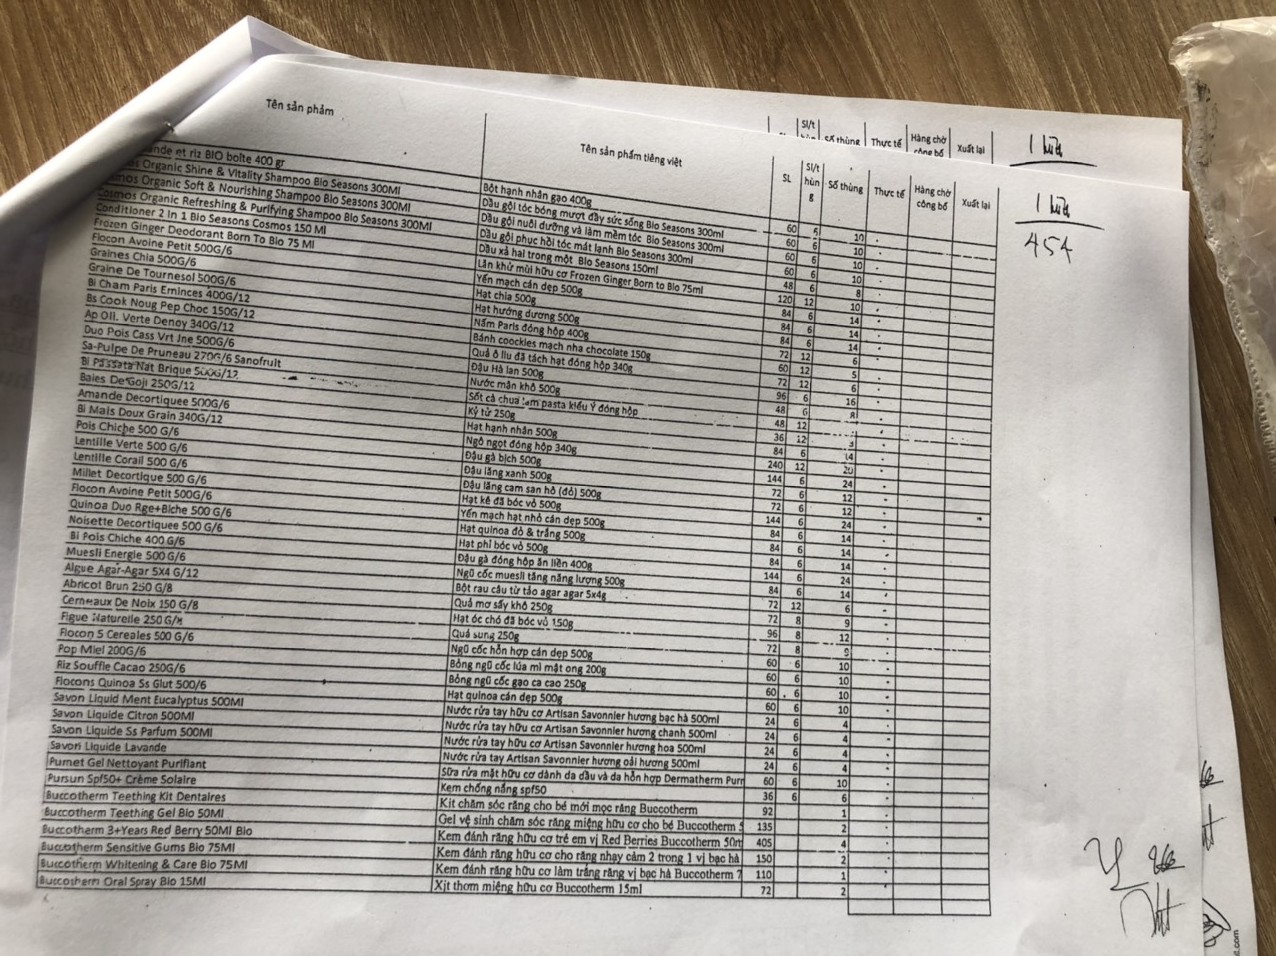 Sl/t
Số thùng Thực tế Hàng chờ công bố Xuất lại
1 kiện
Tên sản phẩm Tên sản phẩm tiếng việt SL Sl/t hùn g Số thùng Thực tế Hàng chờ công bố Xuất lại
1 kiện
454
ande et riz BIO boîte 400 gr Bột hạnh nhân gạo 400g 60 6 10
Organic Shine & Vitality Shampoo Bio Seasons 300Ml Dầu gội tóc bóng mượt đầy sức sống Bio Seasons 300ml 60 6 10
Organic Soft & Nourishing Shampoo Bio Seasons 300Ml Dầu gội nuôi dưỡng và làm mềm tóc Bio Seasons 300ml 60 6 10
Cosmos Organic Refreshing & Purifying Shampoo Bio Seasons 300Ml Dầu gội phục hồi tóc mát lạnh Bio Seasons 300ml 60 6 10
Conditioner 2 In 1 Bio Seasons Cosmos 150 Ml Dầu xả hai trong một Bio Seasons 150ml 48 6 8
Frozen Ginger Deodorant Born To Bio 75 Ml Lăn khử mùi hữu cơ Frozen Ginger Born to Bio 75ml 120 12 10
Flocon Avoine Petit 500G/6 Yến mạch cán dẹp 500g 84 6 14
Graines Chia 500G/6 Hạt chia 500g 84 6 14
Graine De Tournesol 500G/6 Hạt hướng dương 500g 84 6 14
Bi Cham Paris Eminces 400G/12 Nấm Paris đóng hộp 400g 72 12 6
Bs Cook Noug Pep Choc 150G/12 Bánh coockies mạch nha chocolate 150g 60 12 5
Ap Oll. Verte Denoy 340G/12 Quả ô liu đã tách hạt đóng hộp 340g 72 12 6
Duo Pois Cass Vrt Jne 500G/6 Đậu Hà lan 500g 96 6 16
Sa-Pulpe De Pruneau 220G/6 Sanofruit Nước mận khô 500g 48 6 8
Bi Passata Nat Brique 500G/12 Sốt cà chua làm pasta kiểu Ý đóng hộp 48 12
Baies De Goji 250G/12 Kỷ tử 250g 36 12 3
Amande Decortiquee 500G/6 Hạt hạnh nhân 500g 84 6 14
Bi Mais Doux Grain 340G/12 Ngô ngọt đóng hộp 340g 240 12 20
Pois Chiche 500 G/6 Đậu gà bịch 500g 144 6 24
Lentille Verte 500 G/6 Đậu lăng xanh 500g 72 6 12
Lentille Corail 500 G/6 Đậu lăng cam san hô (đỏ) 500g 72 6 12
Millet Decortique 500 G/6 Hạt kê đã bóc vỏ 500g 144 6 24
Flocon Avoine Petit 500G/6 Yến mạch hạt nhỏ cán dẹp 500g 84 6 14
Quinoa Duo Rge+Blche 500 G/6 Hạt quinoa đỏ & trắng 500g 84 6 14
Noisette Decortiquee 500 G/6 Hạt phỉ bóc vỏ 500g 84 6 14
Bi Pois Chiche 400 G/6 Đậu gà đóng hộp ăn liền 400g 144 6 24
Muesli Energie 500 G/6 Ngũ cốc muesli tăng năng lượng 500g 84 6 14
Algue Agar-Agar 5X4 G/12 Bột rau câu từ tảo agar agar 5x4g 72 12 6
Abricot Brun 250 G/8 Quả mơ sấy khô 250g 72 8 9
Cerneaux De Noix 150 G/8 Hạt óc chó đã bóc vỏ 150g 96 8 12
Figue Naturelle 250 G/8 Quả sung 250g 72 8 9
Flocon 5 Cereales 500 G/6 Ngũ cốc hỗn hợp cán dẹp 500g 60 6 10
Pop Miel 200G/6 Bỏng ngũ cốc lúa mì mật ong 200g 60 6 10
Riz Souffle Cacao 250G/6 Bỏng ngũ cốc gạo ca cao 250g 60 6 10
Flocons Quinoa Ss Glut 500/6 Hạt quinoa cán dẹp 500g 60 6 10
Savon Liquid Ment Eucalyptus 500Ml Nước rửa tay hữu cơ Artisan Savonnier hương bạc hà 500ml 24 6 4
Savon Liquide Citron 500Ml Nước rửa tay hữu cơ Artisan Savonnier hương chanh 500ml 24 6 4
Savon Liquide Ss Parfum 500Ml Nước rửa tay hữu cơ Artisan Savonnier hương hoa 500ml 24 6 4
Savon Liquide Lavande Nước rửa tay Artisan Savonnier hương oải hương 500ml 24 6 4
Purnet Gel Nettoyant Purifiant Sữa rửa mặt hữu cơ dành da dầu và da hỗn hợp Dermatherm Purn 60 6 10
Pursun Spf50+ Crème Solaire Kem chống nắng spf50 36 6 6
Buccotherm Teething Kit Dentaires Kit chăm sóc răng cho bé mới mọc răng Buccotherm 92 1
Buccotherm Teething Gel Bio 50Ml Gel vệ sinh chăm sóc răng miệng hữu cơ cho bé Buccotherm 5 135 2
Buccotherm 3+Years Red Berry 50Ml Bio Kem đánh răng hữu cơ trẻ em vị Red Berries Buccotherm 50m 405 4
Buccotherm Sensitive Gums Bio 75Ml Kem đánh răng hữu cơ cho răng nhạy cảm 2 trong 1 vị bạc hà 150 2
Buccotherm Whitening & Care Bio 75Ml Kem đánh răng hữu cơ làm trắng răng vị bạc hà Buccotherm 7 110 1
Buccotherm Oral Spray Bio 15Ml Xịt thơm miệng hữu cơ Buccotherm 15ml 72 2